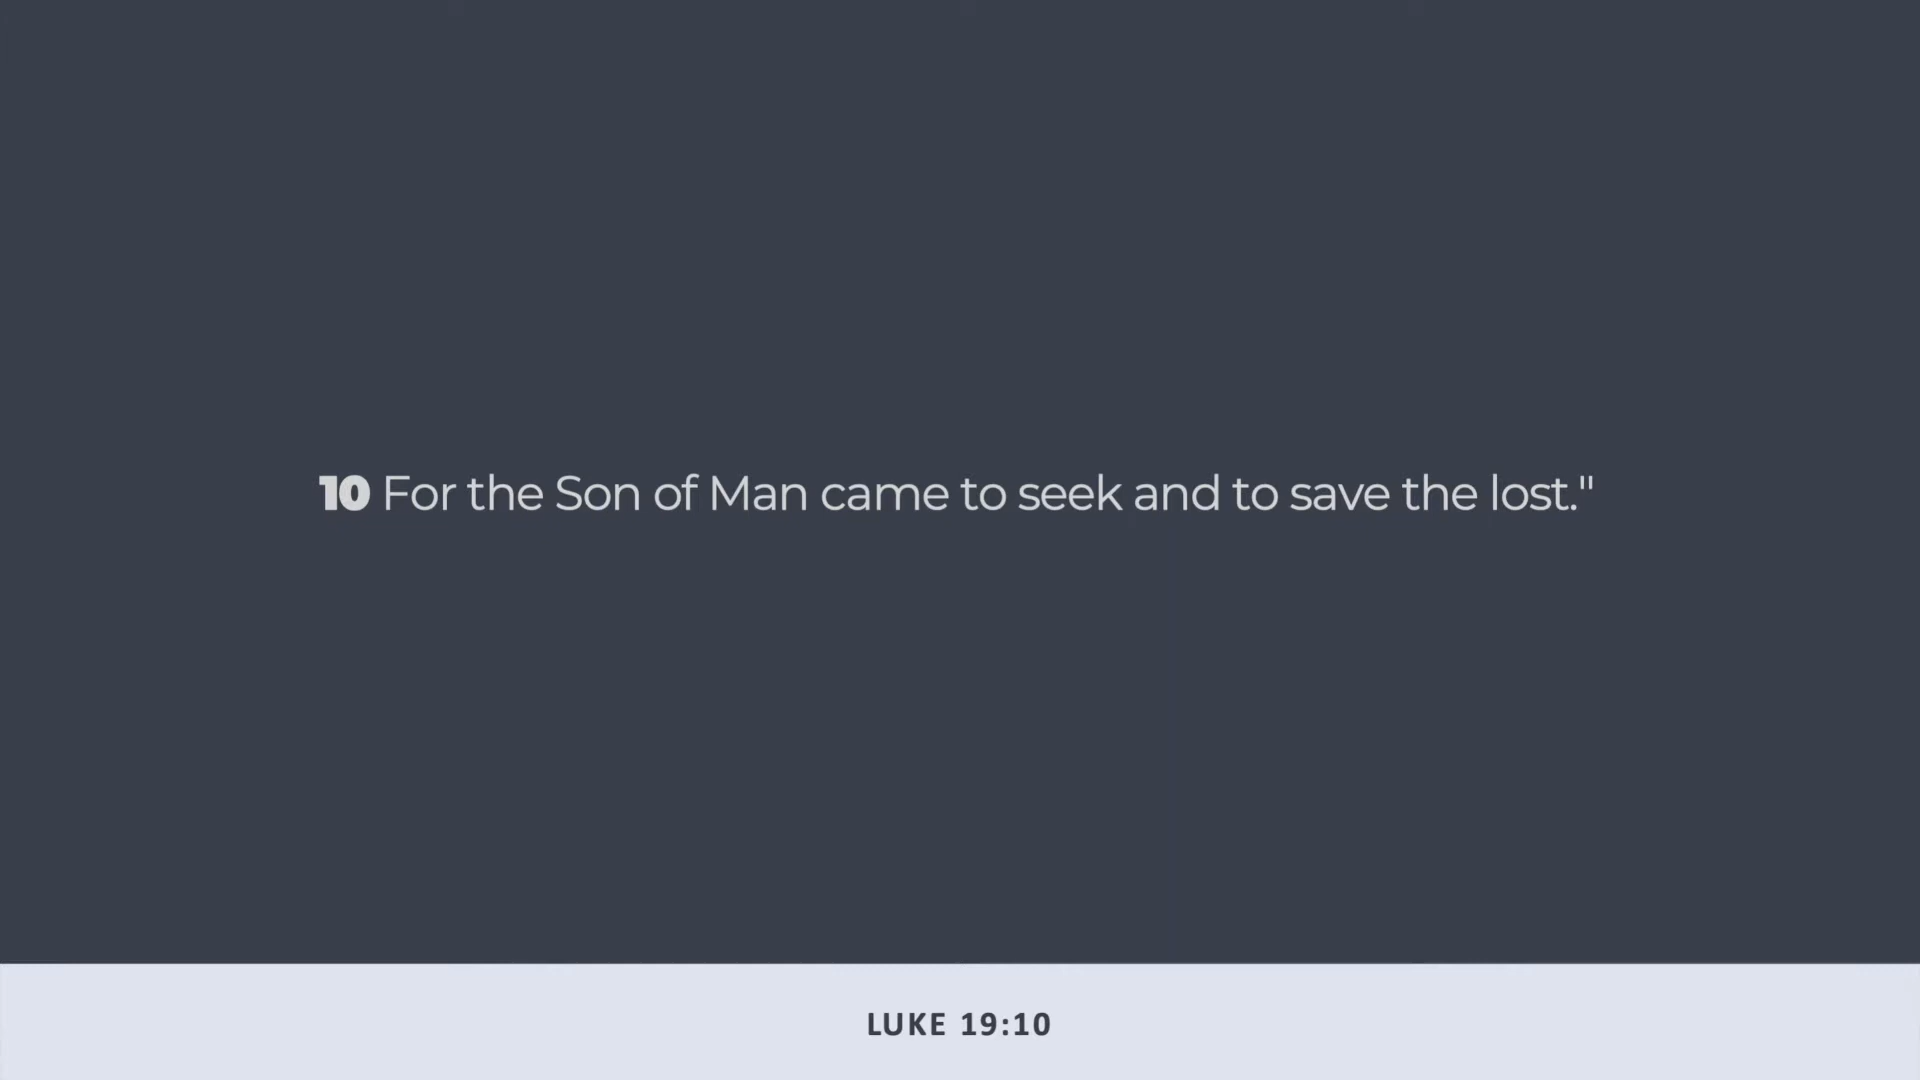 10 For the Son of Man came to seek and to save the lost."
LUKE 19:10